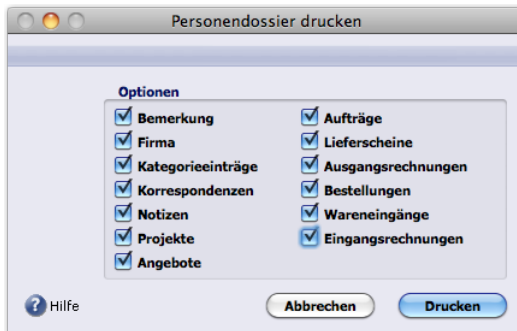 Personendossier drucken
Optionen
Bemerkung
Firma
Kategorieeinträge
Korrespondenzen
Notizen
Projekte
Angebote
Aufträge
Lieferscheine
Ausgangsrechnungen
Bestellungen
Wareneingänge
Eingangsrechnungen
? Hilfe
Abbrechen
Drucken